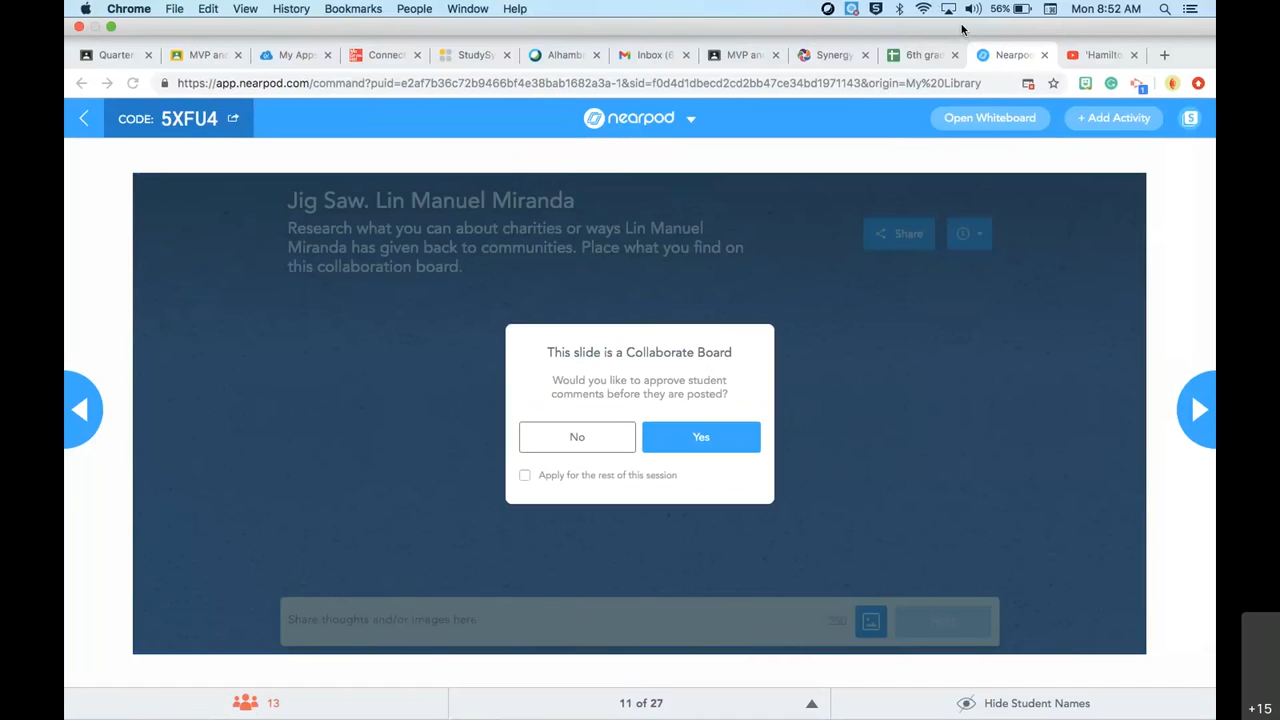 Chrome File Edit View History Bookmarks People Window Help 56% Mon 8:52 AM
Quarter MVP and My Apps Connect StudySy Alhamb Inbox (6 MVP and Synergy 6th grad Nearpod 'Hamilto
https://app.nearpod.com/command?puid=e2af7b36c72b9466bf4e38bab1682a3a-1&sid=f0d4d1dbecd2cd2bb47ce34bd1971143&origin=My%20Library
CODE: 5XFU4 nearpod Open Whiteboard + Add Activity S
Jig Saw. Lin Manuel Miranda
Research what you can about charities or ways Lin Manuel
Miranda has given back to communities. Place what you find on
this collaboration board.
Share
This slide is a Collaborate Board
Would you like to approve student
comments before they are posted?
No Yes
Apply for the rest of this session
Share thoughts and/or images here 250
13 11 of 27 Hide Student Names
+15